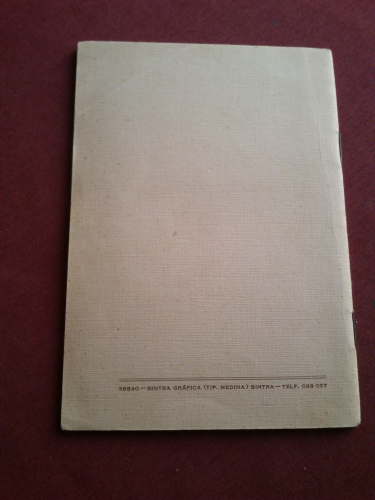 SINTRA GRÁFICA (TIP. MEDINA) SINTRA — TELF.